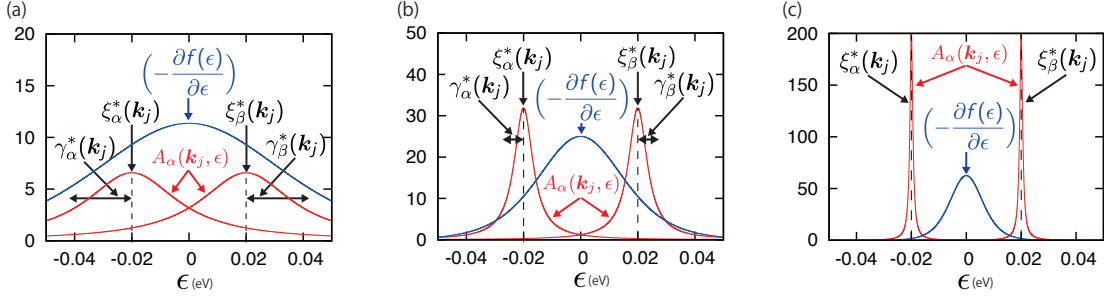 (a)
20
15
10
5
0
-0.04 -0.02 0 0.02 0.04
ϵ (eV)
(−∂f(ϵ)/∂ϵ)
ξ*α(kj) ξ*β(kj)
γ*α(kj) Aα(kj, ϵ) γ*β(kj)
(b)
50
40
30
20
10
0
-0.04 -0.02 0 0.02 0.04
ϵ (eV)
ξ*α(kj) ξ*β(kj)
γ*α(kj) (−∂f(ϵ)/∂ϵ) γ*β(kj)
Aα(kj, ϵ)
(c)
200
150
100
50
0
-0.04 -0.02 0 0.02 0.04
ϵ (eV)
ξ*α(kj) Aα(kj, ϵ) ξ*β(kj)
(−∂f(ϵ)/∂ϵ)